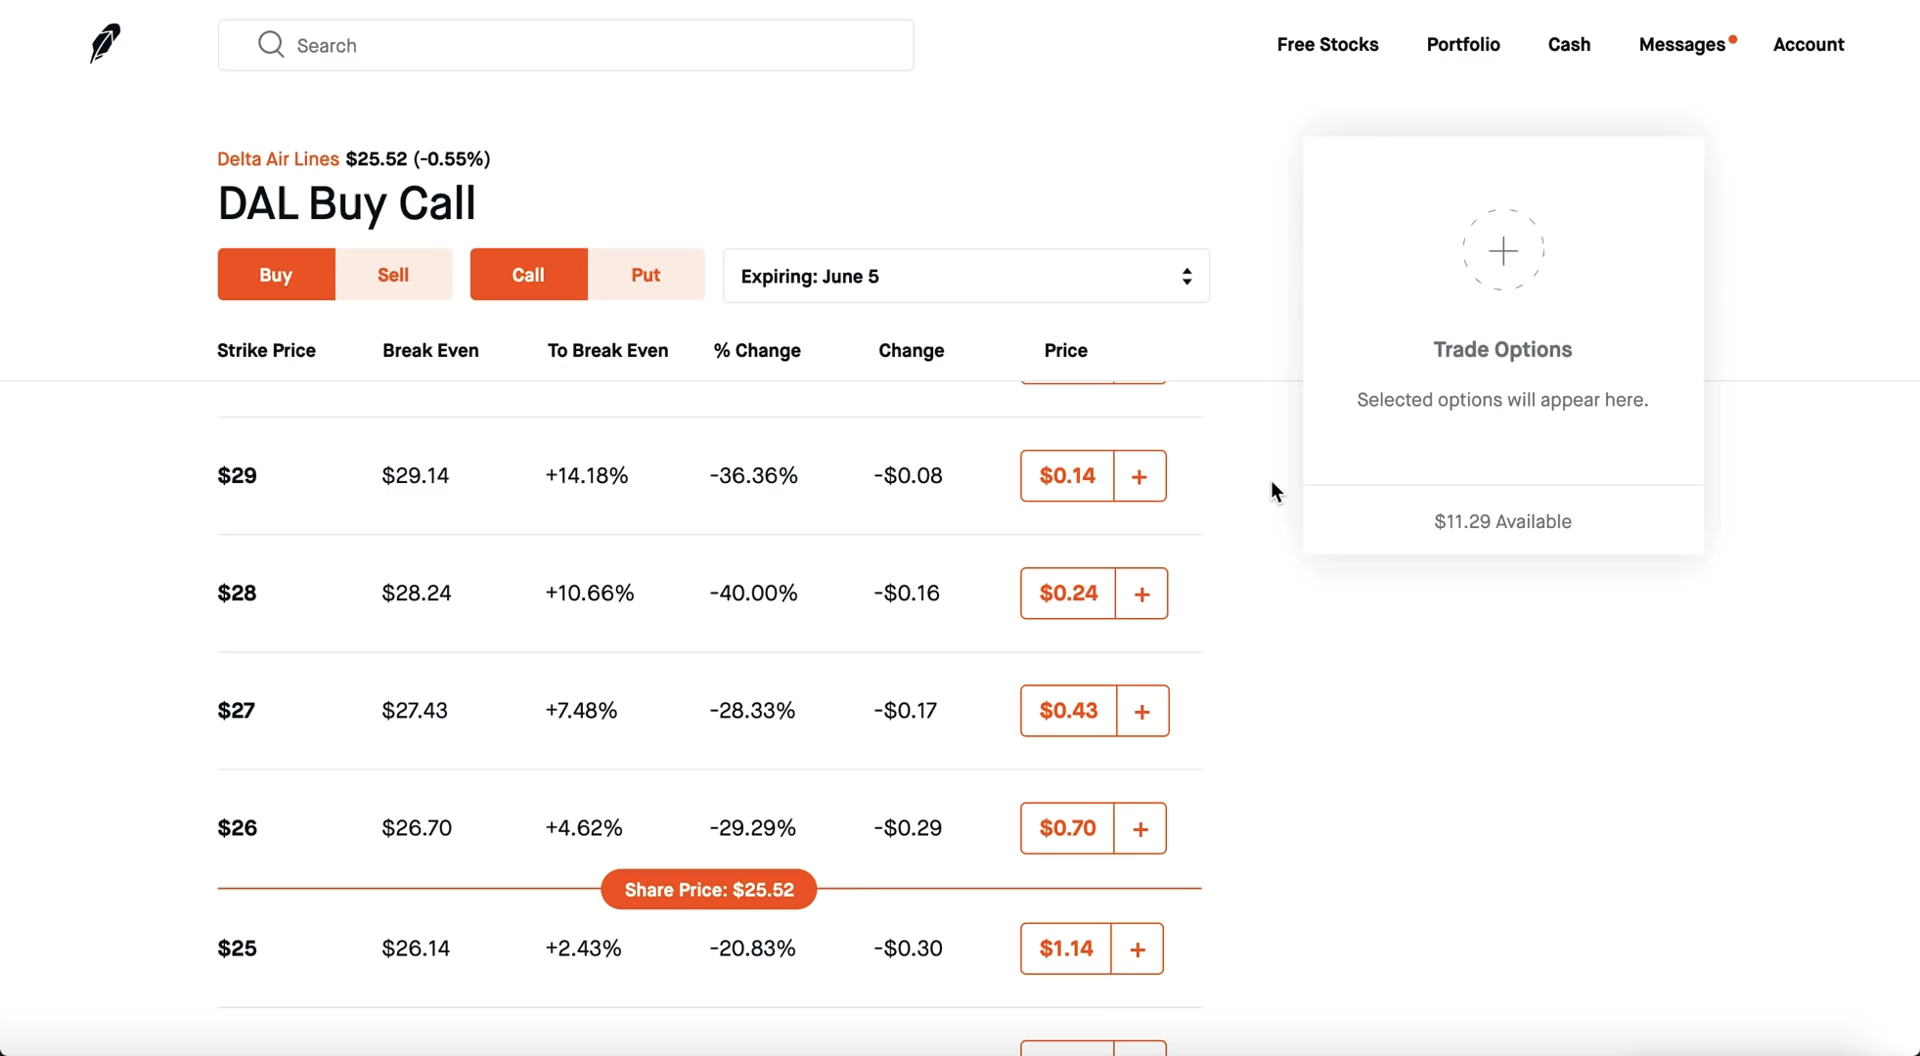 Search
Free Stocks Portfolio Cash Messages Account
Delta Air Lines $25.52 (-0.55%)
DAL Buy Call
Buy Sell Call Put Expiring: June 5
Strike Price Break Even To Break Even % Change Change Price
$29 $29.14 +14.18% -36.36% -$0.08 $0.14 +
$28 $28.24 +10.66% -40.00% -$0.16 $0.24 +
$27 $27.43 +7.48% -28.33% -$0.17 $0.43 +
$26 $26.70 +4.62% -29.29% -$0.29 $0.70 +
Share Price: $25.52
$25 $26.14 +2.43% -20.83% -$0.30 $1.14 +
Trade Options
Selected options will appear here.
$11.29 Available